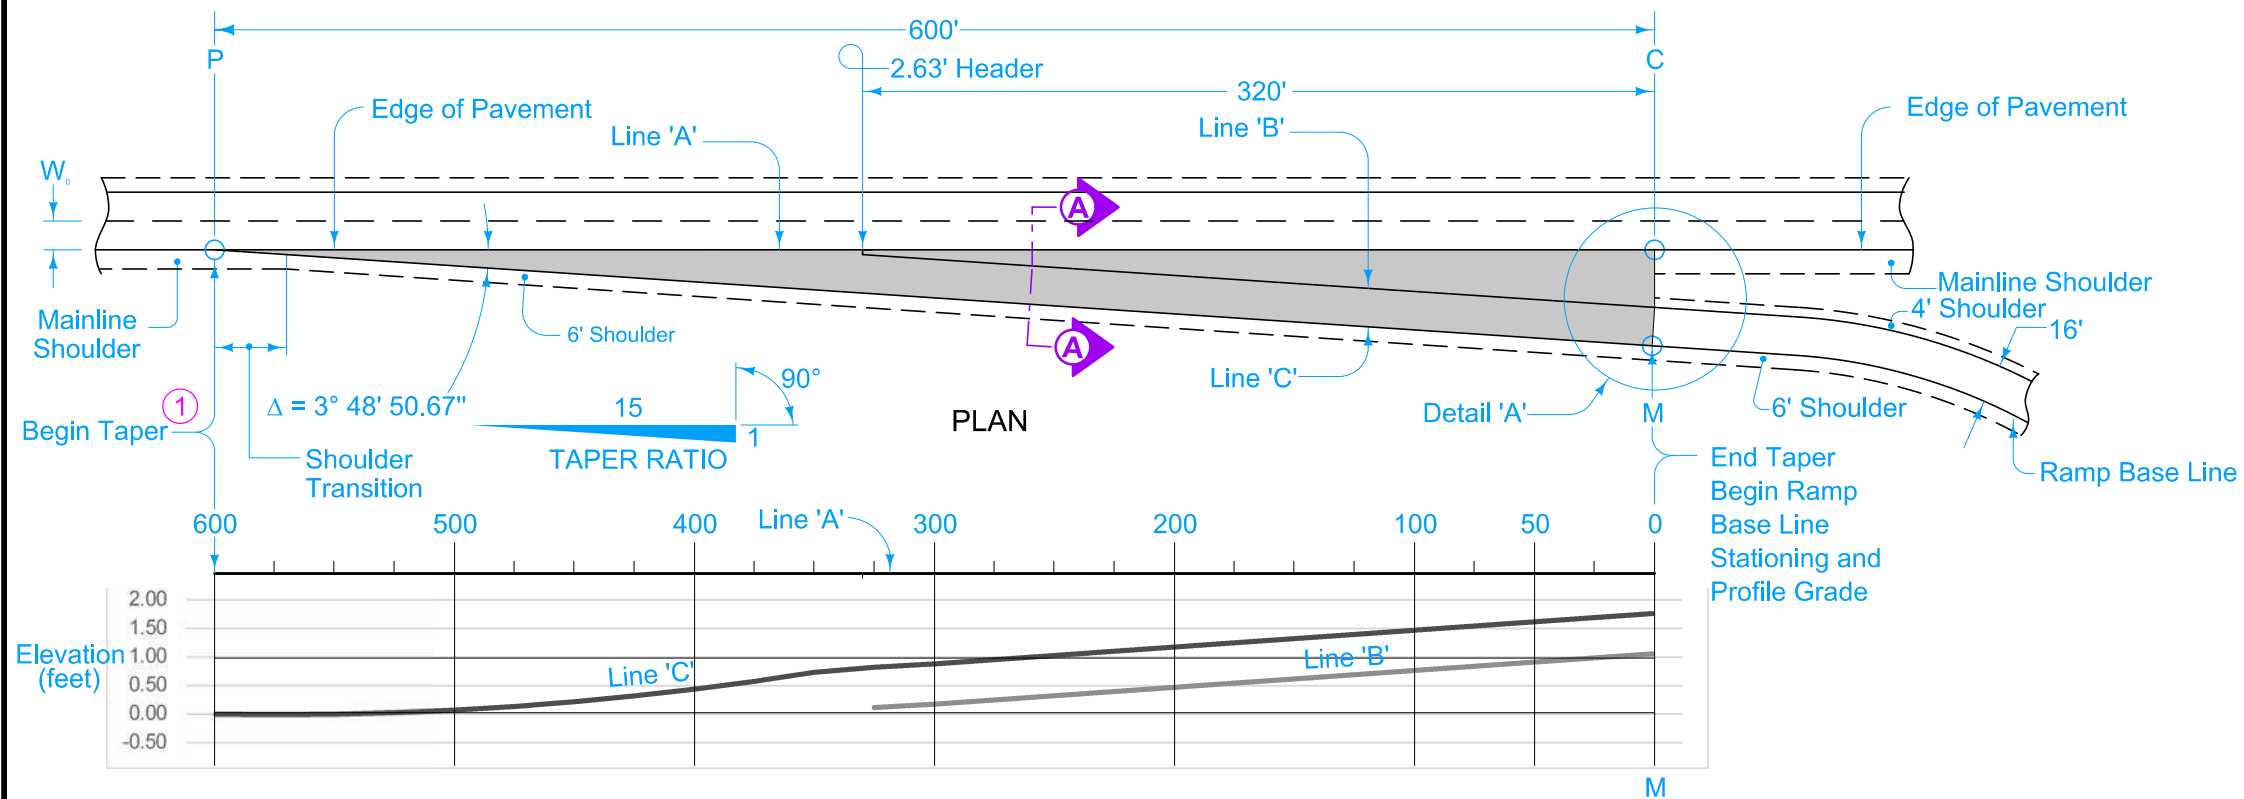 600'
P
C
2.63' Header
320'
Edge of Pavement
Line 'A'
Line 'B'
Edge of Pavement
W₀
A
Mainline
Shoulder
6' Shoulder
A
Mainline Shoulder
4' Shoulder
16'
Line 'C'
90°
1
Δ = 3° 48' 50.67"
15
1
TAPER RATIO
PLAN
Detail 'A'
M
6' Shoulder
Begin Taper
Shoulder
Transition
End Taper
Begin Ramp
Base Line
Stationing and
Profile Grade
Ramp Base Line
600
500
400
Line 'A'
300
200
100
50
0
2.00
1.50
1.00
0.50
0.00
-0.50
Elevation
(feet)
Line 'C'
Line 'B'
M